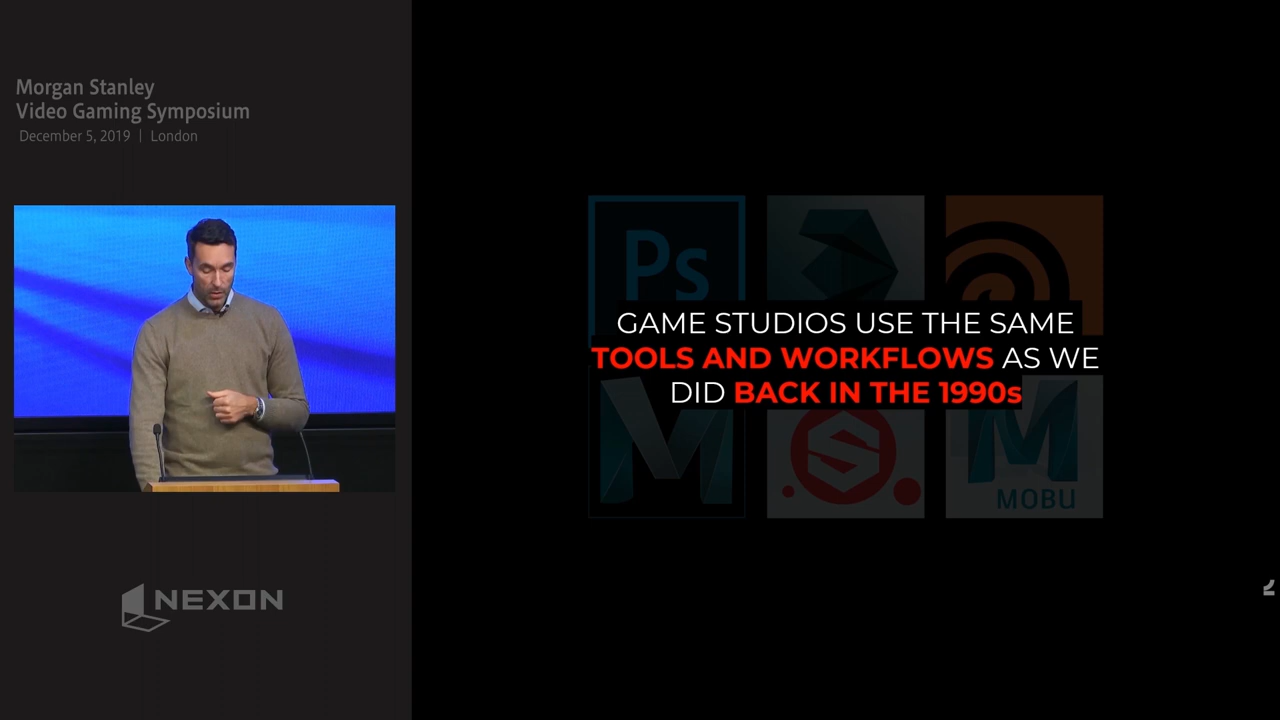 Morgan Stanley
Video Gaming Symposium
December 5, 2019 | London
Ps
GAME STUDIOS USE THE SAME
TOOLS AND WORKFLOWS AS WE
DID BACK IN THE 1990s
MOBU
NEXON